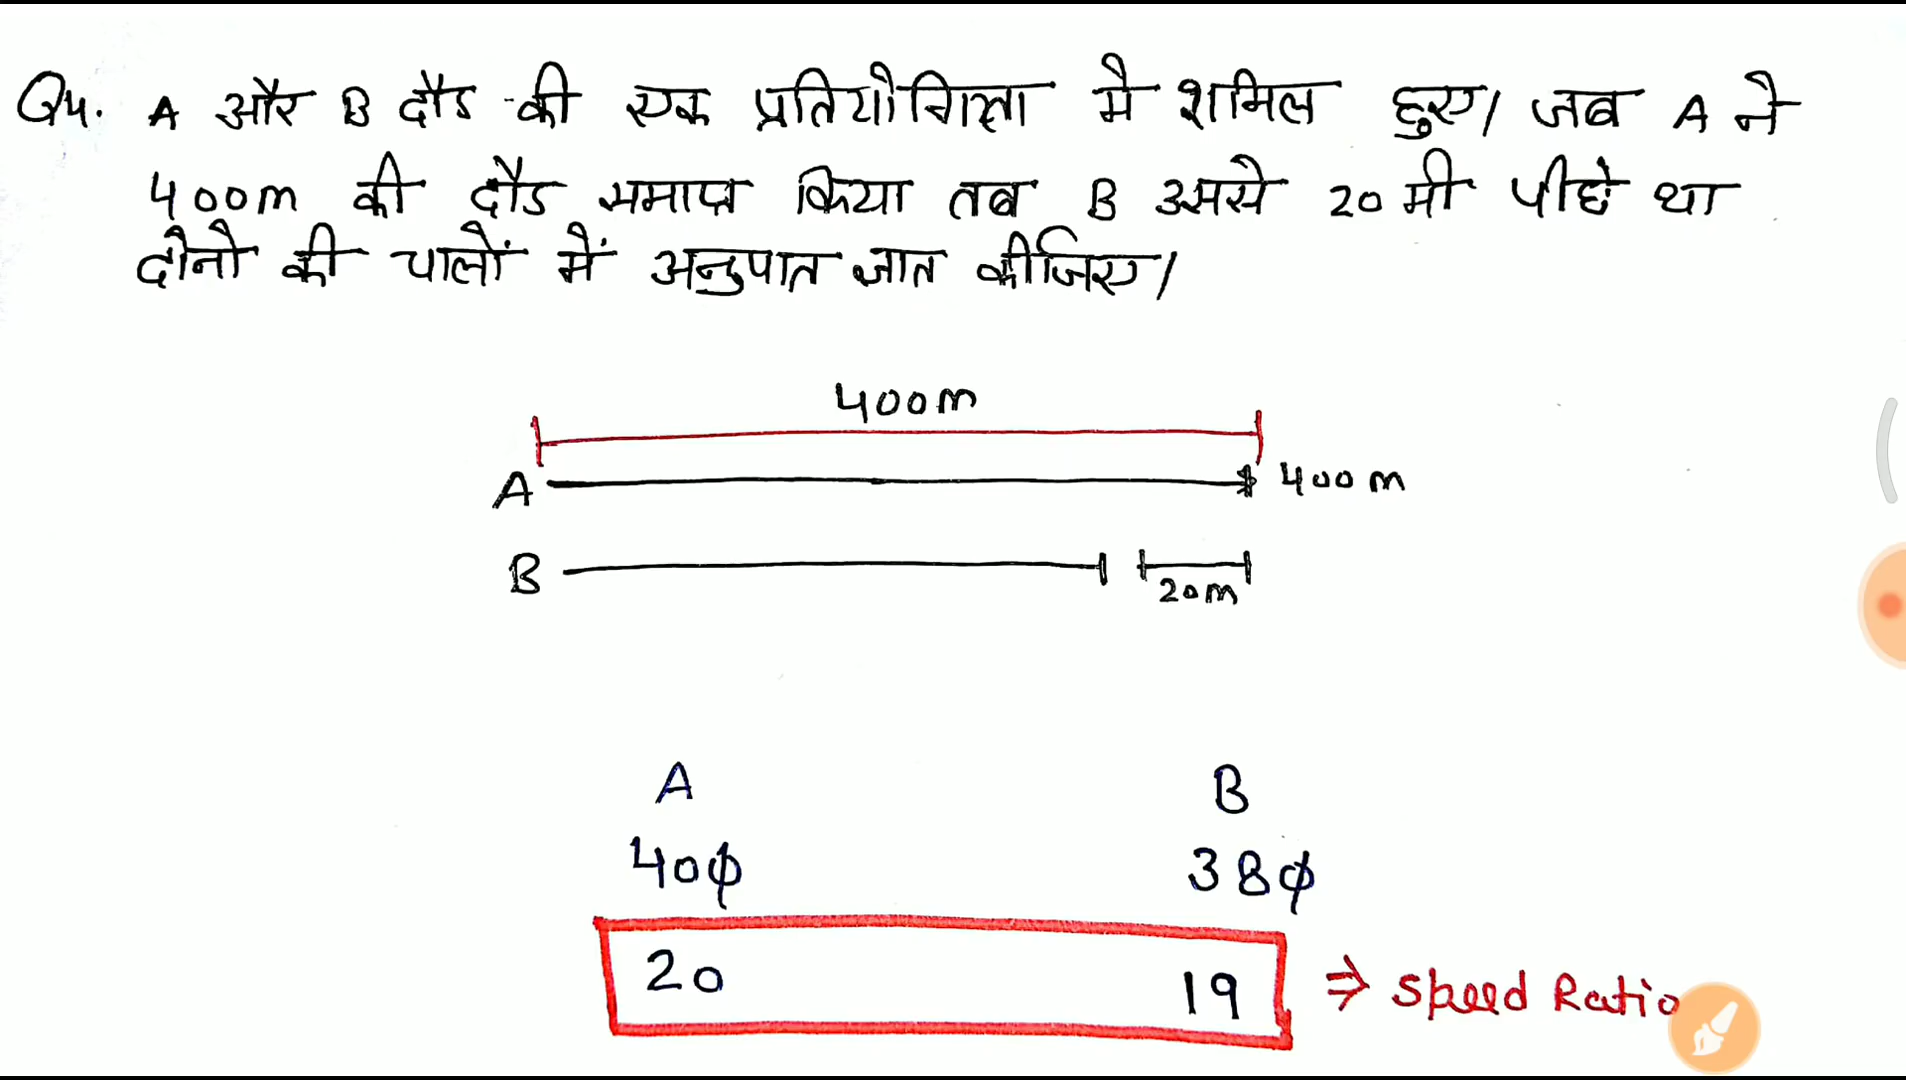 Q4. A और B दौड की एक प्रतियोगिता मे शामिल हुए। जब A ने
400m की दौड समाप्त किया तब B उससे 20 मी पीछे था
दोनो की चालों में अनुपात ज्ञात कीजिए।
400m
A 400 m
B 20m
A B
400 380
20 19 ⇒ Speed Ratio